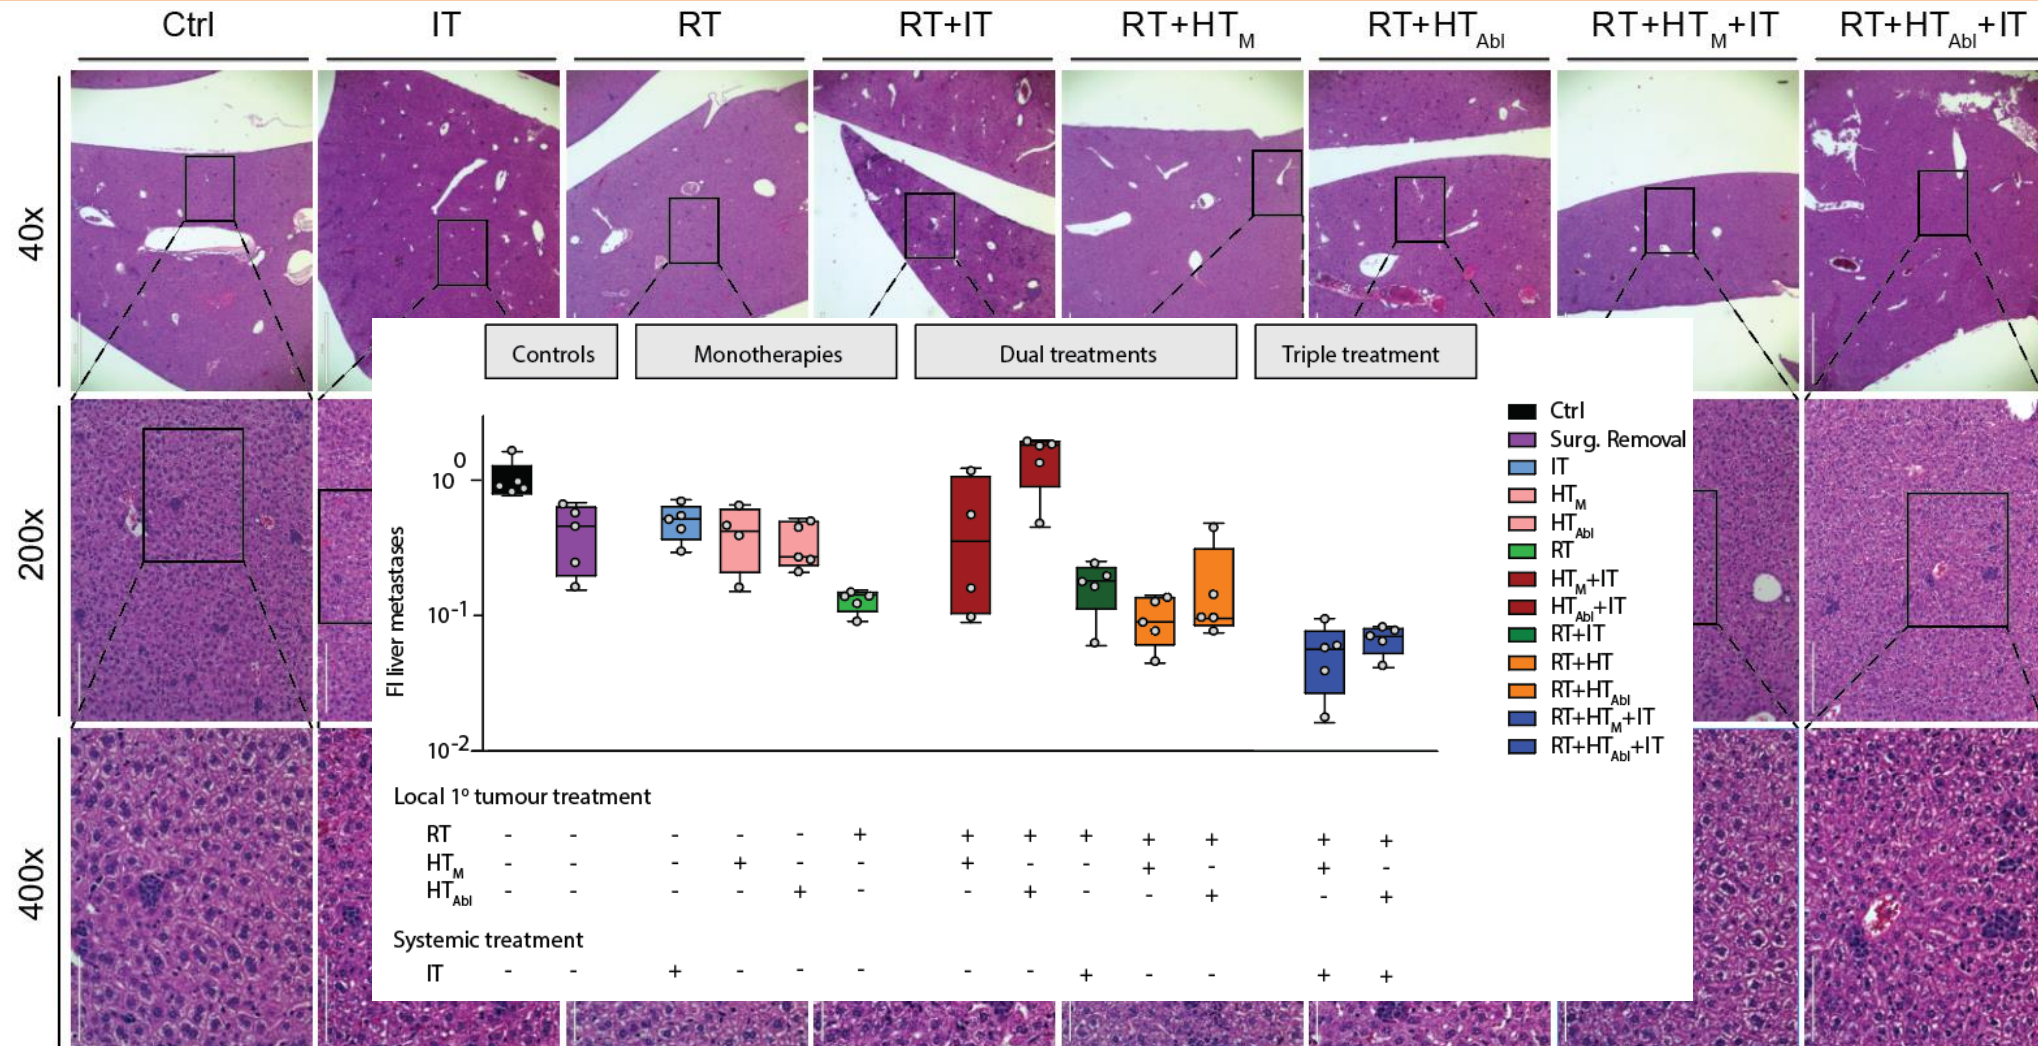 Ctrl IT RT RT+IT RT+HTM RT+HTAbl RT+HTM+IT RT+HTAbl+IT
40x
200x
400x
Controls Monotherapies Dual treatments Triple treatment
FI liver metastases
0
10
10-1
10-2
Ctrl
Surg. Removal
IT
HTM
HTAbl
RT
HTM+IT
HTAbl+IT
RT+IT
RT+HT
RT+HTAbl
RT+HTM+IT
RT+HTAbl+IT
Local 1º tumour treatment
RT - - - - - + + + + + + + +
HTM - - - + - - + - - + - + -
HTAbl - - - - + - - + - - + - +
Systemic treatment
IT - - + - - - - - + - - + +